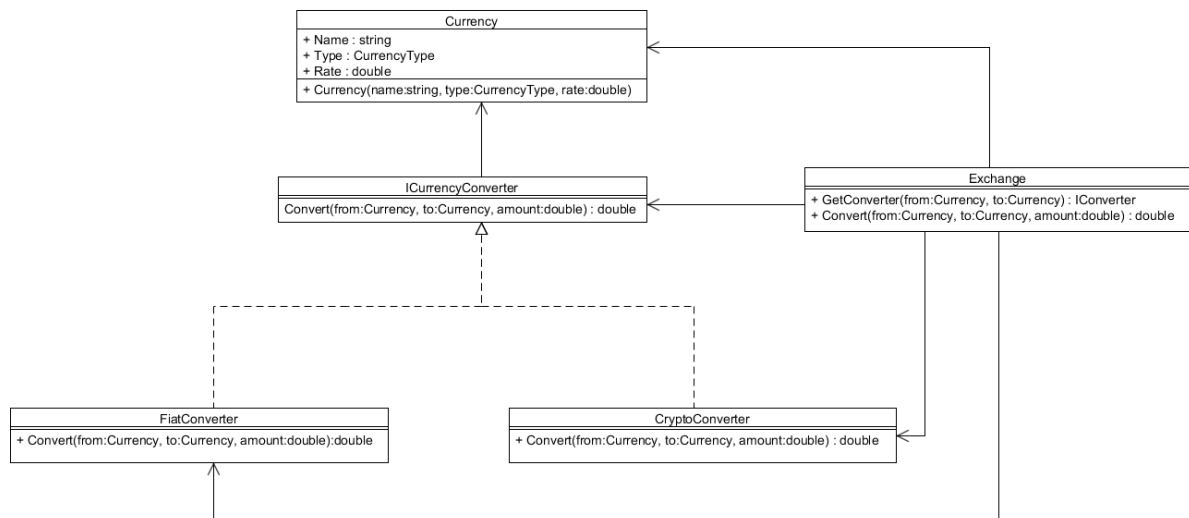 Currency
+ Name : string
+ Type : CurrencyType
+ Rate : double
+ Currency(name:string, type:CurrencyType, rate:double)
ICurrencyConverter
Convert(from:Currency, to:Currency, amount:double) : double
Exchange
+ GetConverter(from:Currency, to:Currency) : IConverter
+ Convert(from:Currency, to:Currency, amount:double) : double
FiatConverter
+ Convert(from:Currency, to:Currency, amount:double):double
CryptoConverter
+ Convert(from:Currency, to:Currency, amount:double) : double